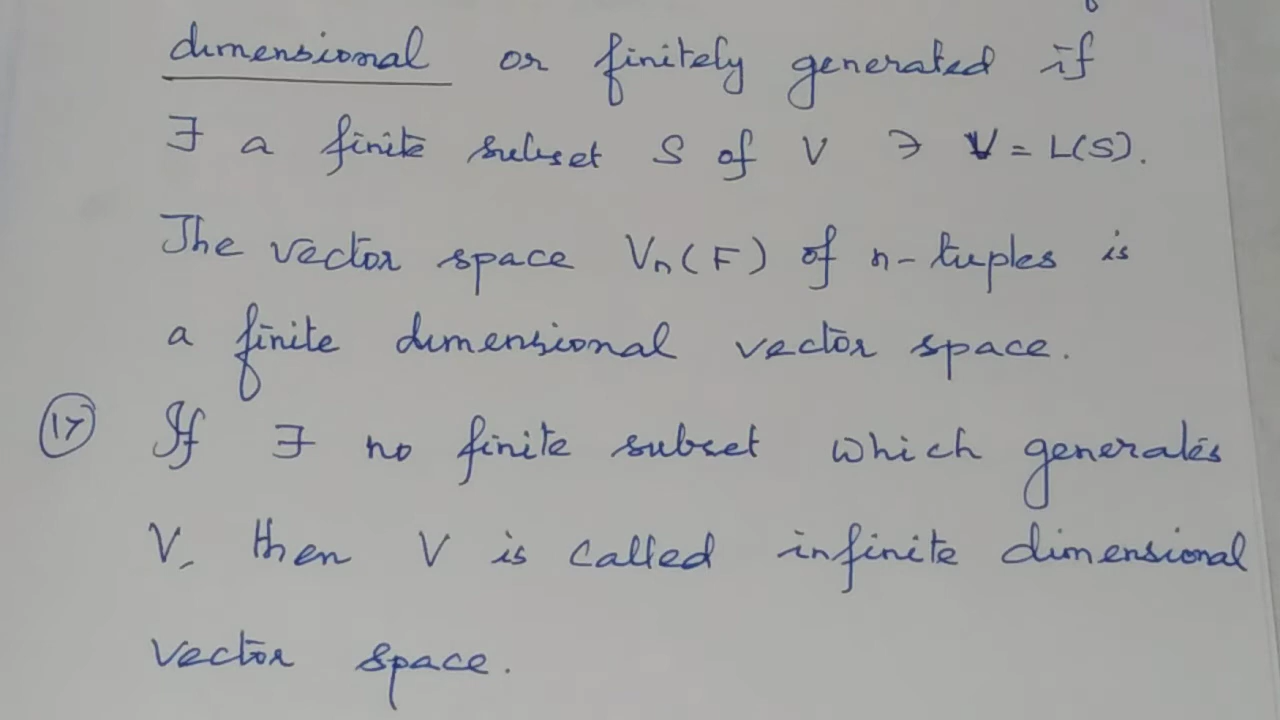 dimensional or finitely generated if
∃ a finite subset S of V ∋ V = L(S).
The vector space Vn(F) of n-tuples is
a finite dimensional vector space.
17 If ∃ no finite subset which generates
V, then V is called infinite dimensional
vector space.